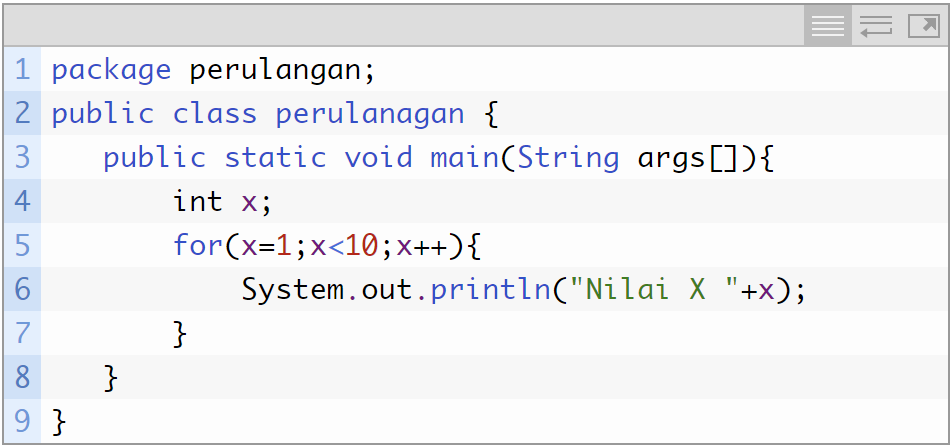 1 package perulangan;
2 public class perulanagan {
3    public static void main(String args[]){
4        int x;
5        for(x=1;x<10;x++){
6            System.out.println("Nilai X "+x);
7        }
8    }
9 }